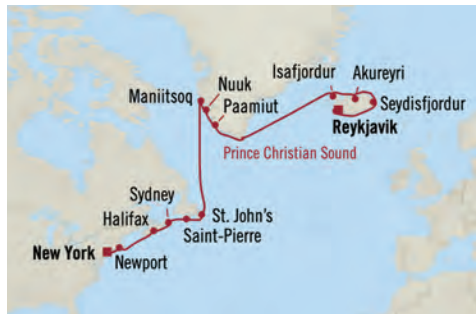 Isafjordur
Akureyri
Nuuk
Maniitsoq
Paamiut
Seydisfjordur
Reykjavik
Prince Christian Sound
Sydney
St. John's
Halifax
Saint-Pierre
New York
Newport